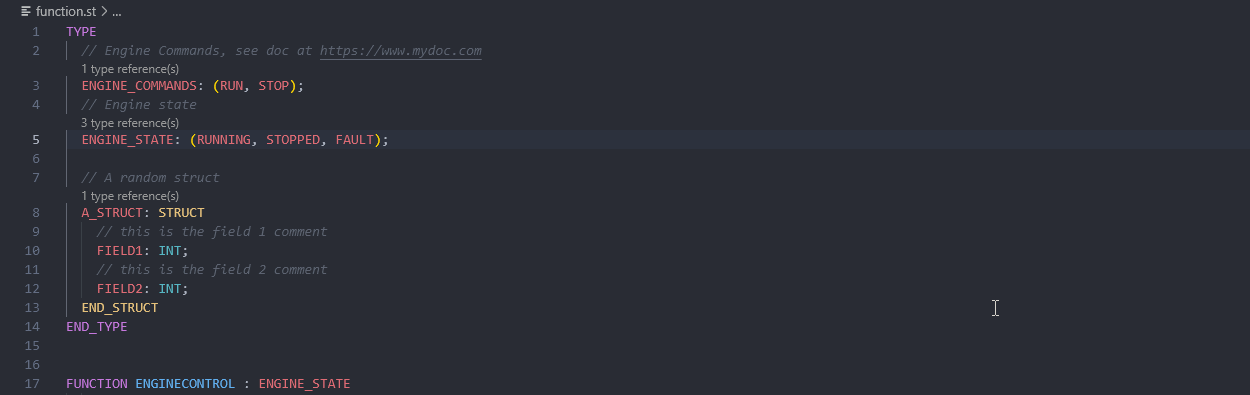 function.st > ...
1 TYPE
2 // Engine Commands, see doc at https://www.mydoc.com
1 type reference(s)
3 ENGINE_COMMANDS: (RUN, STOP);
4 // Engine state
3 type reference(s)
5 ENGINE_STATE: (RUNNING, STOPPED, FAULT);
6
7 // A random struct
1 type reference(s)
8 A_STRUCT: STRUCT
9 // this is the field 1 comment
10 FIELD1: INT;
11 // this is the field 2 comment
12 FIELD2: INT;
13 END_STRUCT
14 END_TYPE
15
16
17 FUNCTION ENGINECONTROL : ENGINE_STATE